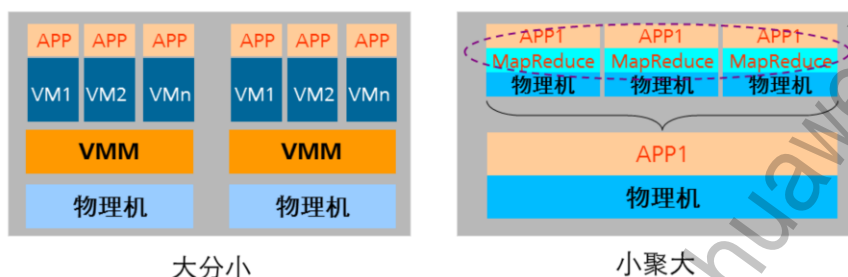 APP APP APP APP APP APP
VM1 VM2 VMn VM1 VM2 VMn
VMM VMM
物理机 物理机
大分小
APP1 APP1 APP1
MapReduce MapReduce MapReduce
物理机 物理机 物理机
APP1
物理机
小聚大